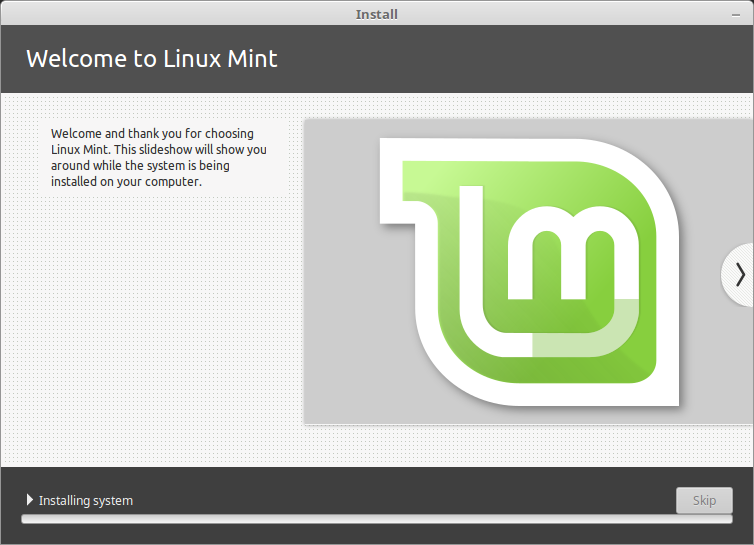 Install
Welcome to Linux Mint
Welcome and thank you for choosing
Linux Mint. This slideshow will show you
around while the system is being
installed on your computer.
lm
Installing system
Skip